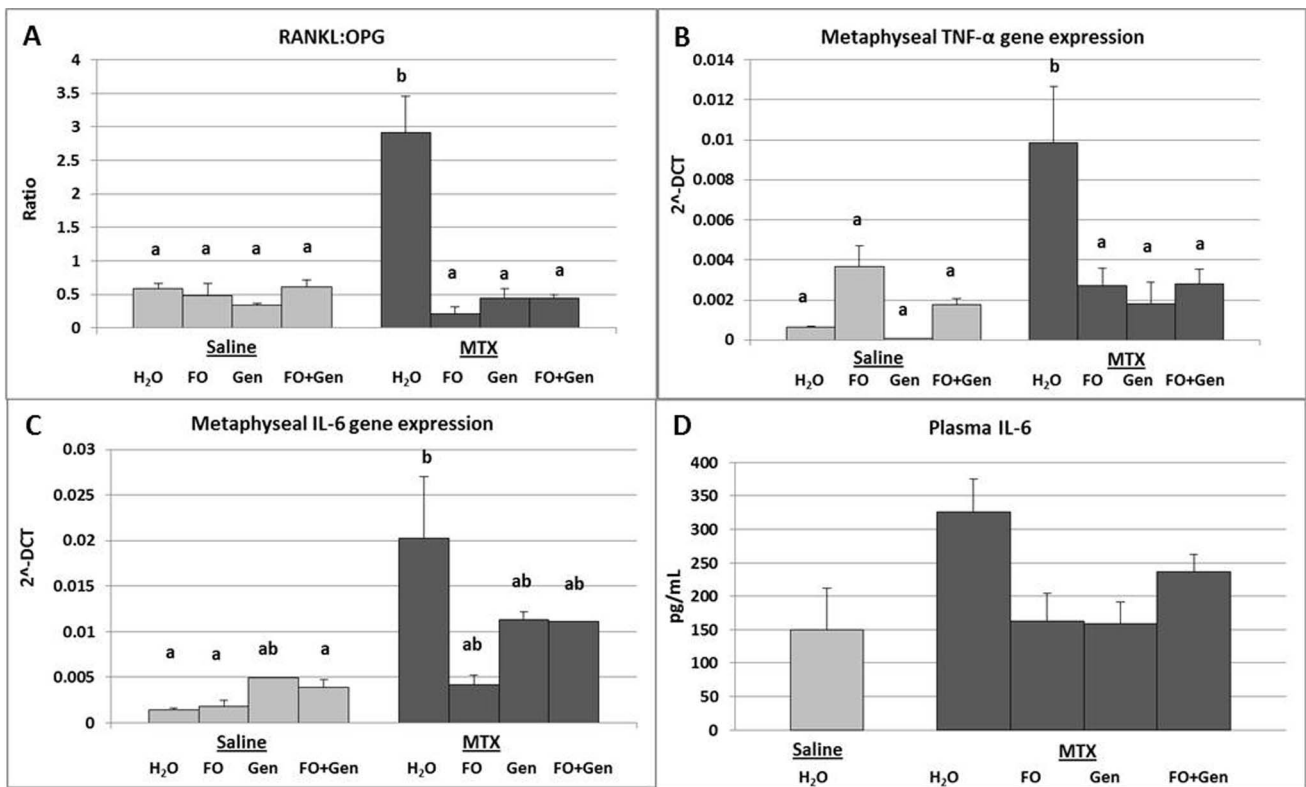 A
RANKL:OPG
4
3.5
3
2.5
2
1.5
1
0.5
0
Ratio
a a a a b a a a
Saline MTX
H₂O FO Gen FO+Gen H₂O FO Gen FO+Gen
B
Metaphyseal TNF-α gene expression
0.014
0.012
0.01
0.008
0.006
0.004
0.002
0
2^-DCT
a a a a b a a a
Saline MTX
H₂O FO Gen FO+Gen H₂O FO Gen FO+Gen
C
Metaphyseal IL-6 gene expression
0.03
0.025
0.02
0.015
0.01
0.005
0
2^-DCT
a a ab a b ab ab ab
Saline MTX
H₂O FO Gen FO+Gen H₂O FO Gen FO+Gen
D
Plasma IL-6
400
350
300
250
200
150
100
50
0
pg/mL
Saline MTX
H₂O H₂O FO Gen FO+Gen